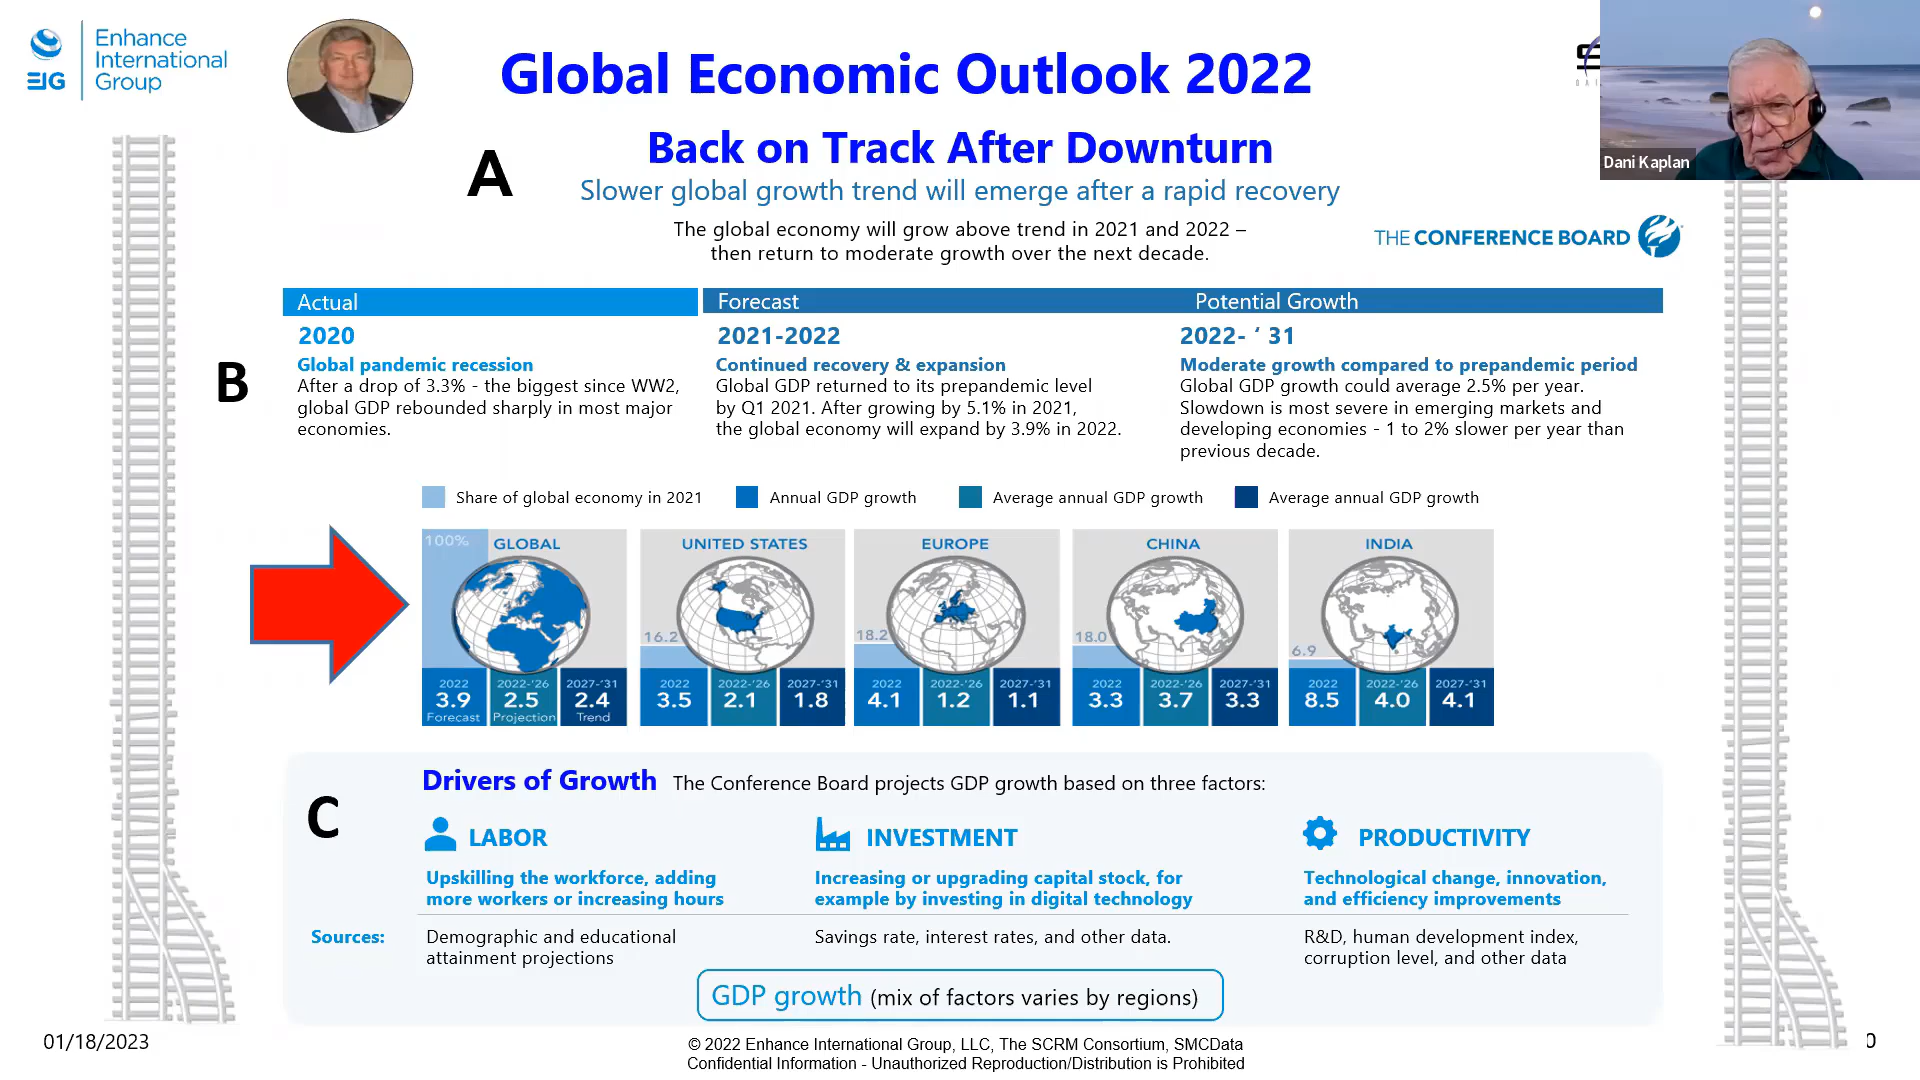 Enhance
International
Group
EIG
Global Economic Outlook 2022
Dani Kaplan
A
Back on Track After Downturn
Slower global growth trend will emerge after a rapid recovery
The global economy will grow above trend in 2021 and 2022 –
then return to moderate growth over the next decade.
THE CONFERENCE BOARD
Actual
Forecast
Potential Growth
B
2020
Global pandemic recession
After a drop of 3.3% - the biggest since WW2,
global GDP rebounded sharply in most major
economies.
2021-2022
Continued recovery & expansion
Global GDP returned to its prepandemic level
by Q1 2021. After growing by 5.1% in 2021,
the global economy will expand by 3.9% in 2022.
2022- ‘ 31
Moderate growth compared to prepandemic period
Global GDP growth could average 2.5% per year.
Slowdown is most severe in emerging markets and
developing economies - 1 to 2% slower per year than
previous decade.
Share of global economy in 2021
Annual GDP growth
Average annual GDP growth
Average annual GDP growth
100%
GLOBAL
2022 2022-‘26 2027-‘31
3.9 2.5 2.4
Forecast Projection Trend
UNITED STATES
16.2
2022 2022-‘26 2027-‘31
3.5 2.1 1.8
EUROPE
18.2
2022 2022-‘26 2027-‘31
4.1 1.2 1.1
CHINA
18.0
2022 2022-‘26 2027-‘31
3.3 3.7 3.3
INDIA
6.9
2022 2022-‘26 2027-‘31
8.5 4.0 4.1
C
Drivers of Growth The Conference Board projects GDP growth based on three factors:
LABOR
Upskilling the workforce, adding
more workers or increasing hours
INVESTMENT
Increasing or upgrading capital stock, for
example by investing in digital technology
PRODUCTIVITY
Technological change, innovation,
and efficiency improvements
Sources:
Demographic and educational
attainment projections
Savings rate, interest rates, and other data.
R&D, human development index,
corruption level, and other data
GDP growth (mix of factors varies by regions)
01/18/2023
© 2022 Enhance International Group, LLC, The SCRM Consortium, SMCData
Confidential Information - Unauthorized Reproduction/Distribution is Prohibited